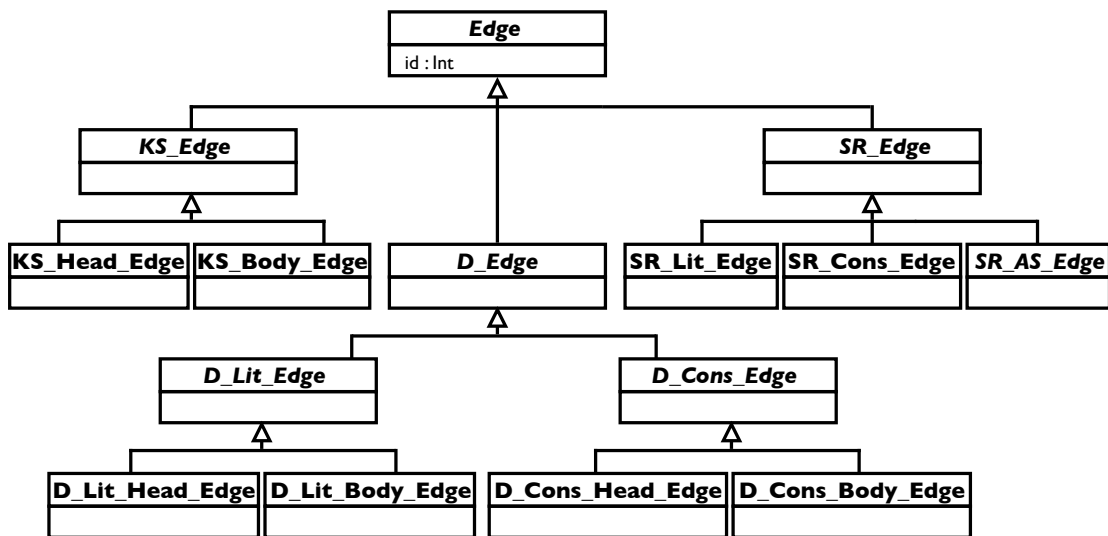 Edge
id : Int
KS_Edge
SR_Edge
KS_Head_Edge
KS_Body_Edge
D_Edge
SR_Lit_Edge
SR_Cons_Edge
SR_AS_Edge
D_Lit_Edge
D_Cons_Edge
D_Lit_Head_Edge
D_Lit_Body_Edge
D_Cons_Head_Edge
D_Cons_Body_Edge